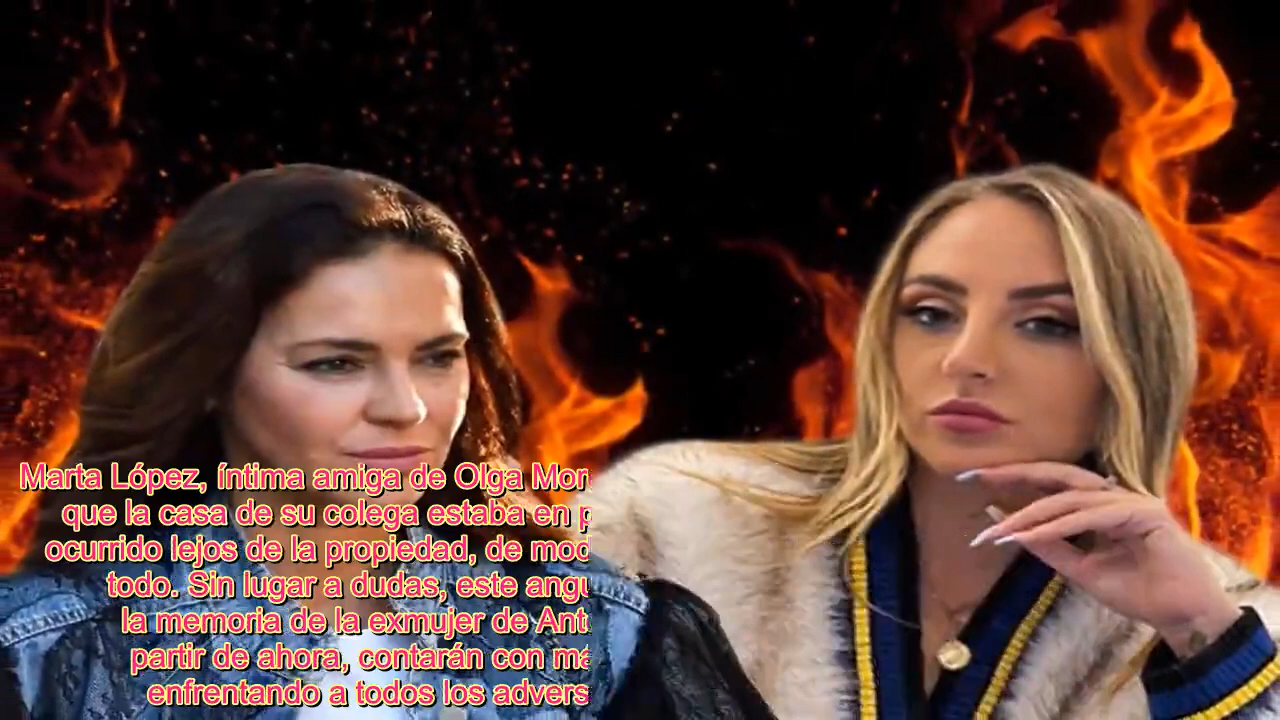 Marta López, íntima amiga de Olga
que la casa de su colega estaba en
ocurrido lejos de la propiedad, de
todo. Sin lugar a dudas, este
la memoria de la exmujer de
partir de ahora, contarán con
enfrentando a todos los